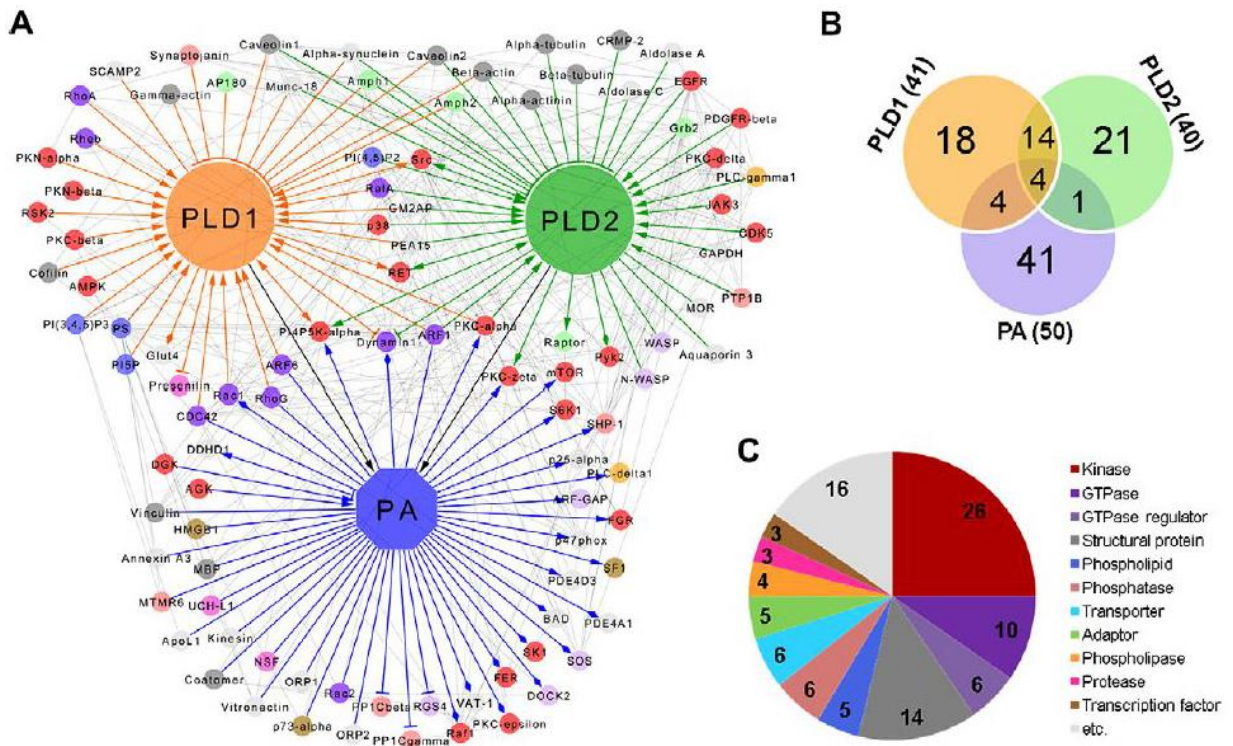 A
Synaptojanin
Caveolin1
Alpha-synuclein
Caveolin2
Alpha-tubulin
CRMP-2
Aldolase A
SCAMP2
AP180
Amph1
Beta-actin
Beta-tubulin
EGFR
RhoA
Gamma-actin
Munc-18
Amph2
Alpha-actinin
Aldolase C
Rheb
PI(4,5)P2
Src
Grb2
PDGFR-beta
PKN-alpha
RalA
PKC-delta
PKN-beta
PLD1
GM2AP
PLD2
PLC-gamma1
RSK2
p38
JAK3
PKC-beta
PEA15
CDK5
Cofilin
RET
GAPDH
AMPK
PTP1B
MOR
PI(3,4,5)P3
PS
PI4P5K-alpha
Dynamin1
ARF1
PKC-alpha
Raptor
WASP
Aquaporin 3
PI5P
Glut4
ARF6
Pyk2
N-WASP
Presenilin
Rac1
RhoG
PKC-zeta
mTOR
CDC42
S6K1
SHP-1
DDHD1
p25-alpha
DGK
PLC-delta1
AGK
PA
ARF-GAP
Vinculin
FGR
HMGB1
p47phox
Annexin A3
MBP
SF1
PDE4D3
MTMR6
UCH-L1
BAD
PDE4A1
ApoL1
Kinesin
SK1
SOS
NSF
FER
Coatomer
ORP1
Rac2
DOCK2
Vitronectin
PP1Cbeta
RGS4
VAT-1
p73-alpha
ORP2
PP1Cgamma
Raf1
PKC-epsilon
B
PLD1 (41)
PLD2 (40)
18
14
21
4
4
1
41
PA (50)
C
16
26
3
3
4
5
10
6
6
6
5
14
Kinase
GTPase
GTPase regulator
Structural protein
Phospholipid
Phosphatase
Transporter
Adaptor
Phospholipase
Protease
Transcription factor
etc.